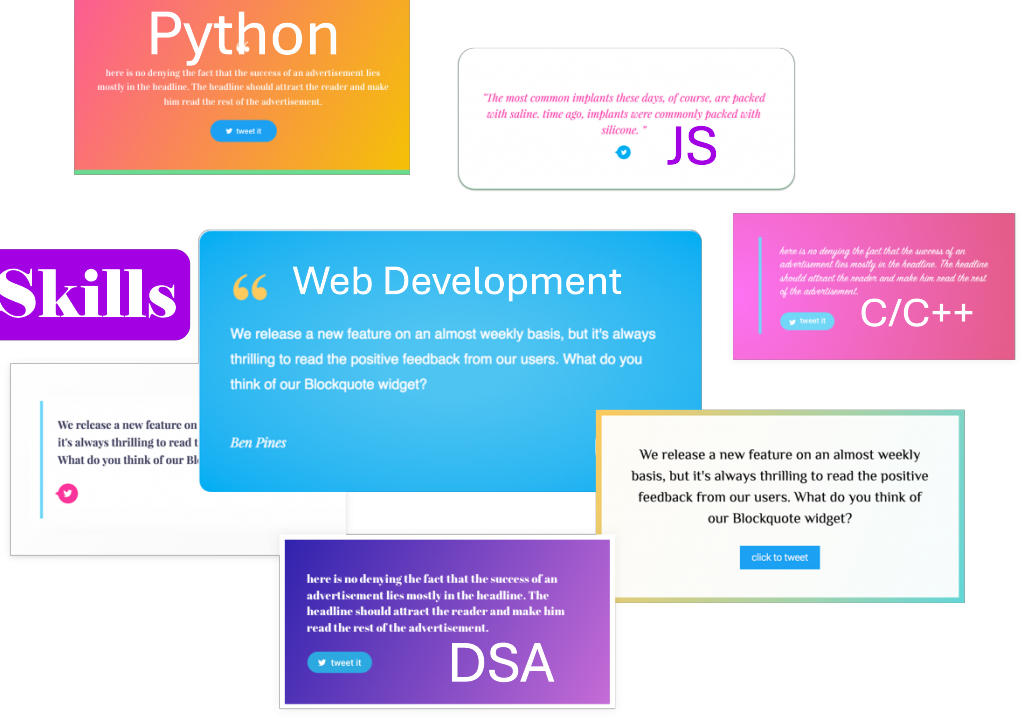 Python
“
here is no denying the fact that the success of an advertisement lies
mostly in the headline. The headline should attract the reader and make
him read the rest of the advertisement.
tweet it
"The most common implants these days, of course, are packed
with saline. time ago, implants were commonly packed with
silicone. "
JS
Skills
“ Web Development
We release a new feature on an almost weekly basis, but it's always
thrilling to read the positive feedback from our users. What do you
think of our Blockquote widget?
Ben Pines
here is no denying the fact that the success of an
advertisement lies mostly in the headline. The headline
should attract the reader and make him read the rest
of the advertisement.
tweet it
C/C++
We release a new feature on
it's always thrilling to read t
What do you think of our Bl
We release a new feature on an almost weekly
basis, but it's always thrilling to read the positive
feedback from our users. What do you think of
our Blockquote widget?
click to tweet
here is no denying the fact that the success of an
advertisement lies mostly in the headline. The
headline should attract the reader and make him
read the rest of the advertisement.
tweet it
DSA